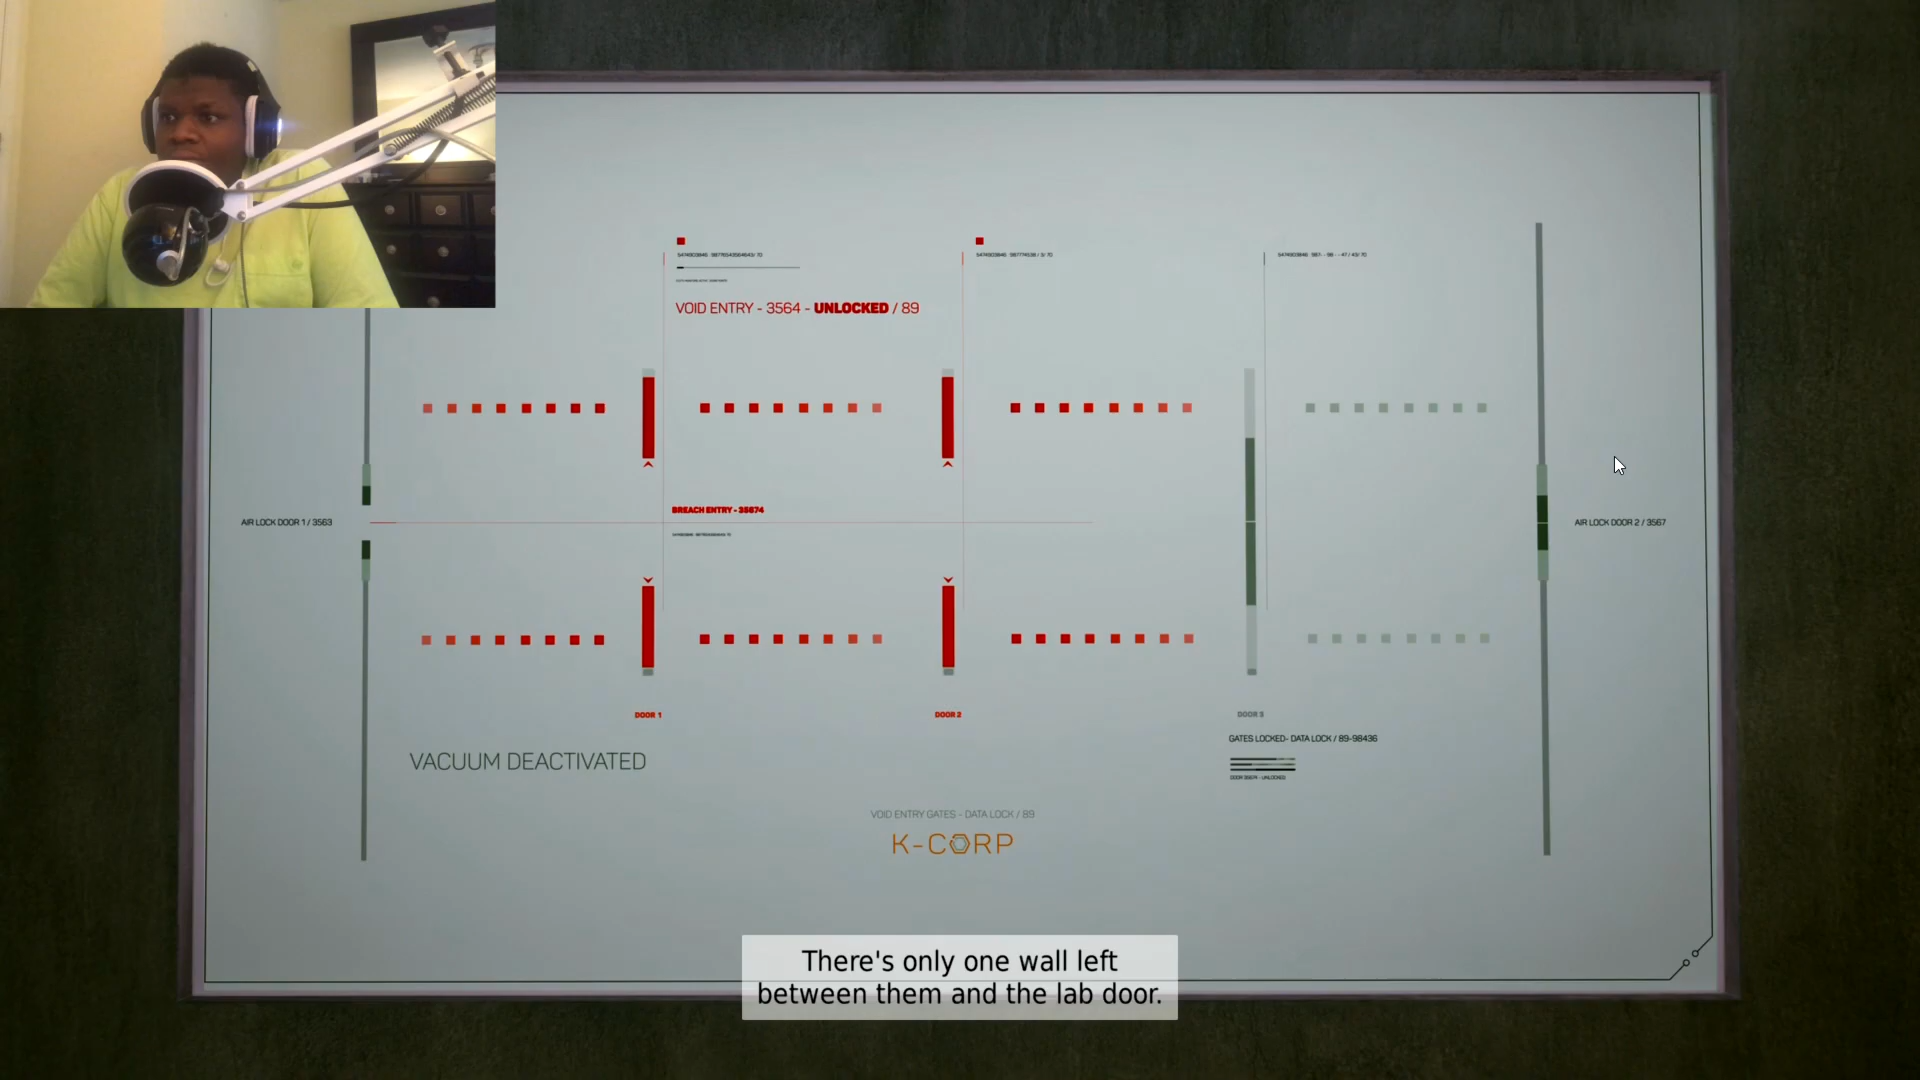 VOID ENTRY - 3564 - UNLOCKED / 89
BREACH ENTRY - 35674
AIR LOCK DOOR 1 / 3563
AIR LOCK DOOR 2 / 3567
DOOR 1
DOOR 2
DOOR 3
GATES LOCKED- DATA LOCK / 89-98436
VACUUM DEACTIVATED
VOID ENTRY GATES - DATA LOCK / 89
K-CORP
There's only one wall left
between them and the lab door.